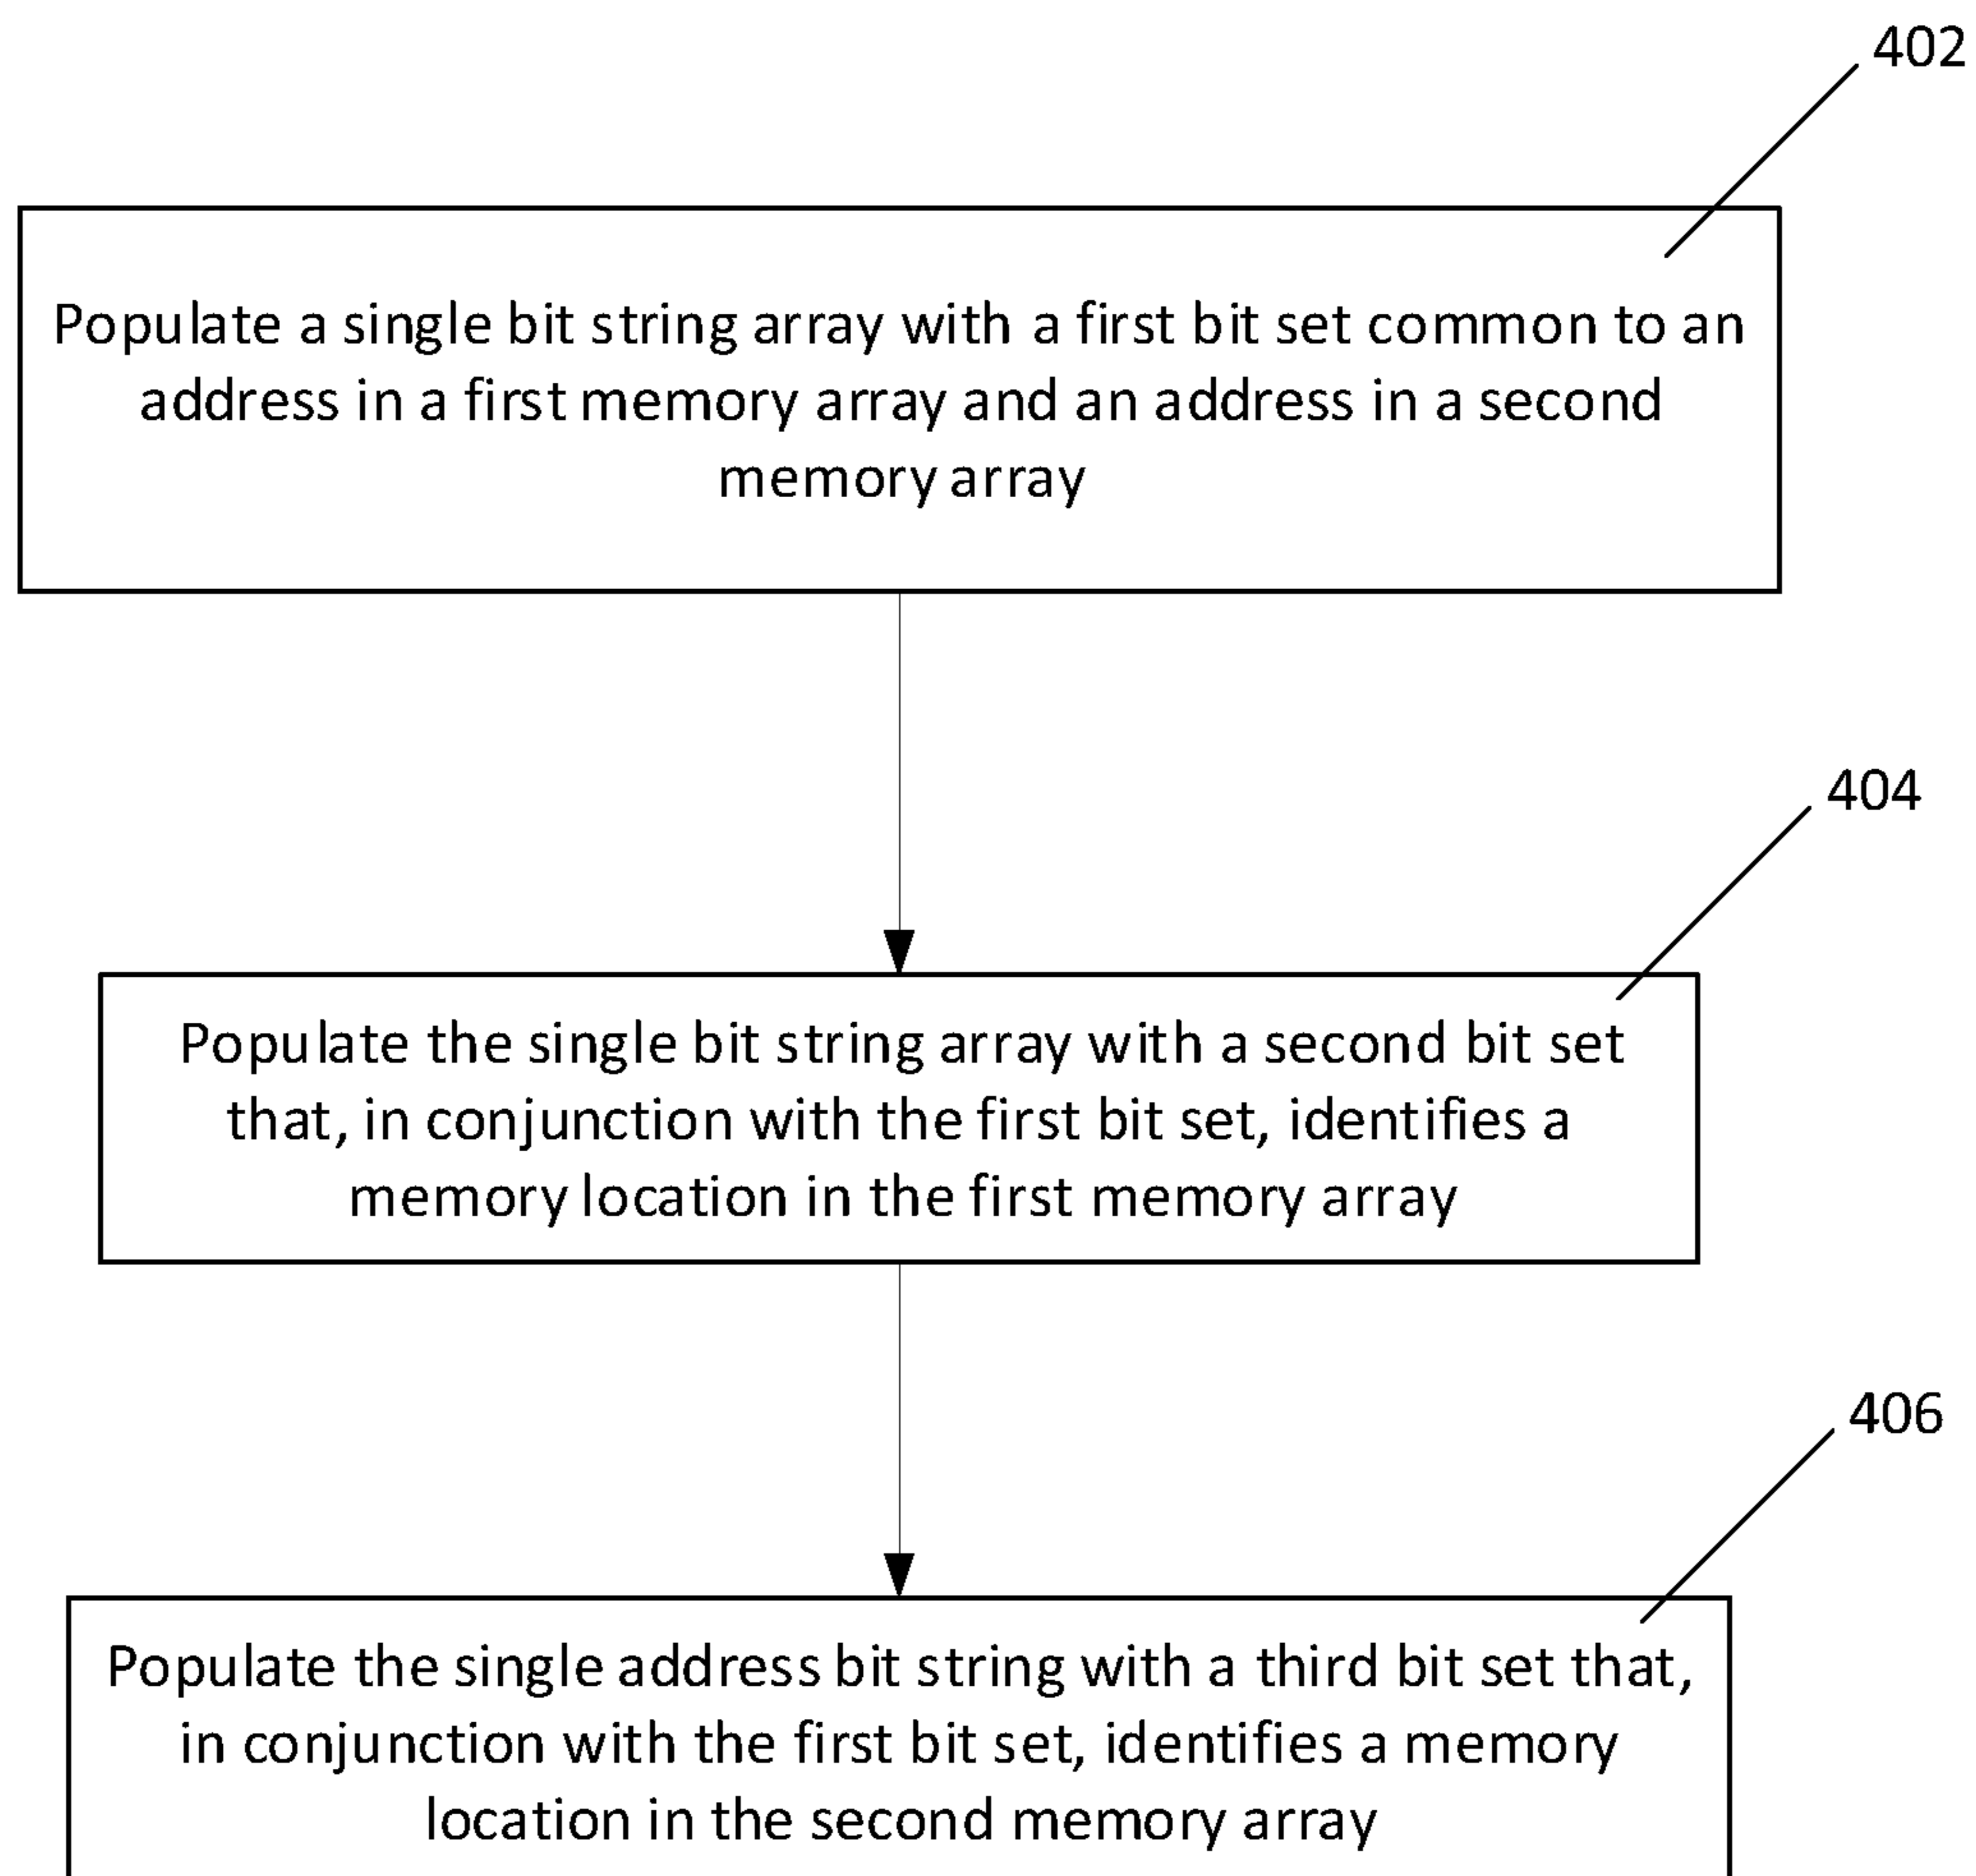 402
Populate a single bit string array with a first bit set common to an
address in a first memory array and an address in a second
memory array
404
Populate the single bit string array with a second bit set
that, in conjunction with the first bit set, identifies a
memory location in the first memory array
406
Populate the single address bit string with a third bit set that,
in conjunction with the first bit set, identifies a memory
location in the second memory array